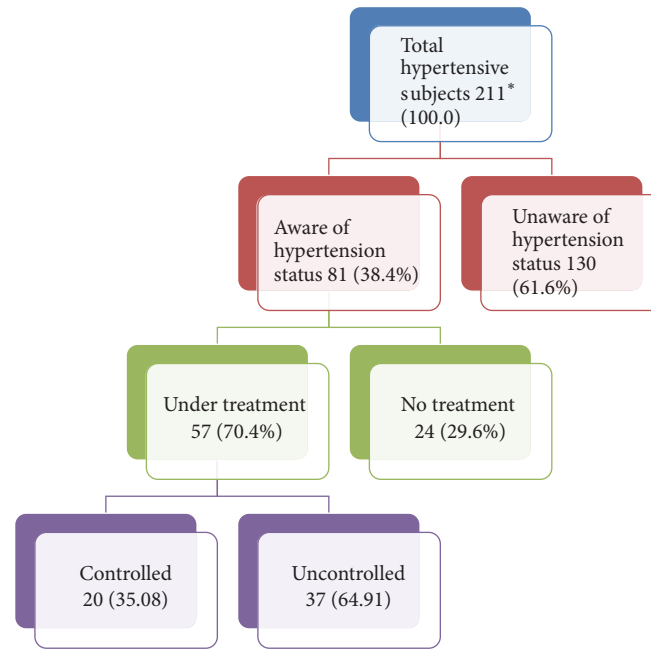 Total
hypertensive
subjects 211*
(100.0)
Aware of
hypertension
status 81 (38.4%)
Unaware of
hypertension
status 130
(61.6%)
Under treatment
57 (70.4%)
No treatment
24 (29.6%)
Controlled
20 (35.08)
Uncontrolled
37 (64.91)